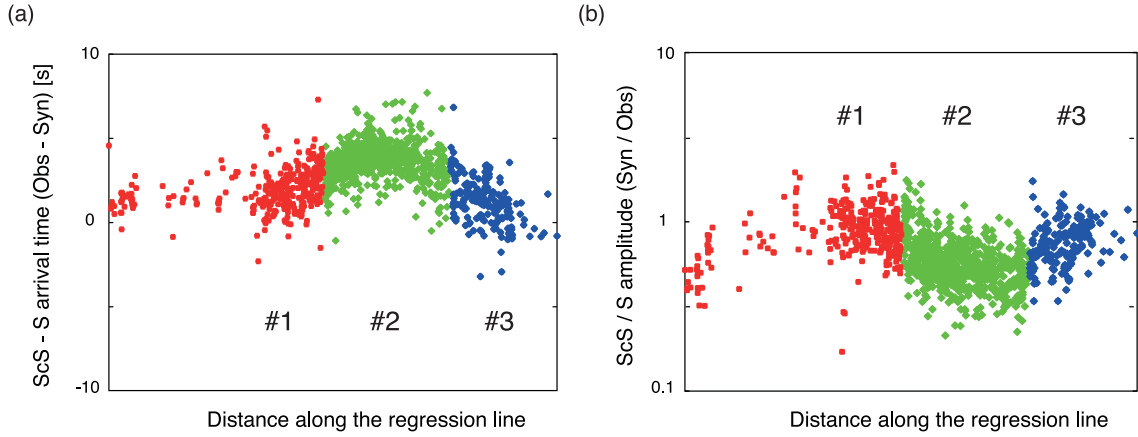 (a)
ScS - S arrival time (Obs - Syn) [s]
10
0
-10
#1
#2
#3
Distance along the regression line
(b)
ScS / S amplitude (Syn / Obs)
10
1
0.1
#1
#2
#3
Distance along the regression line